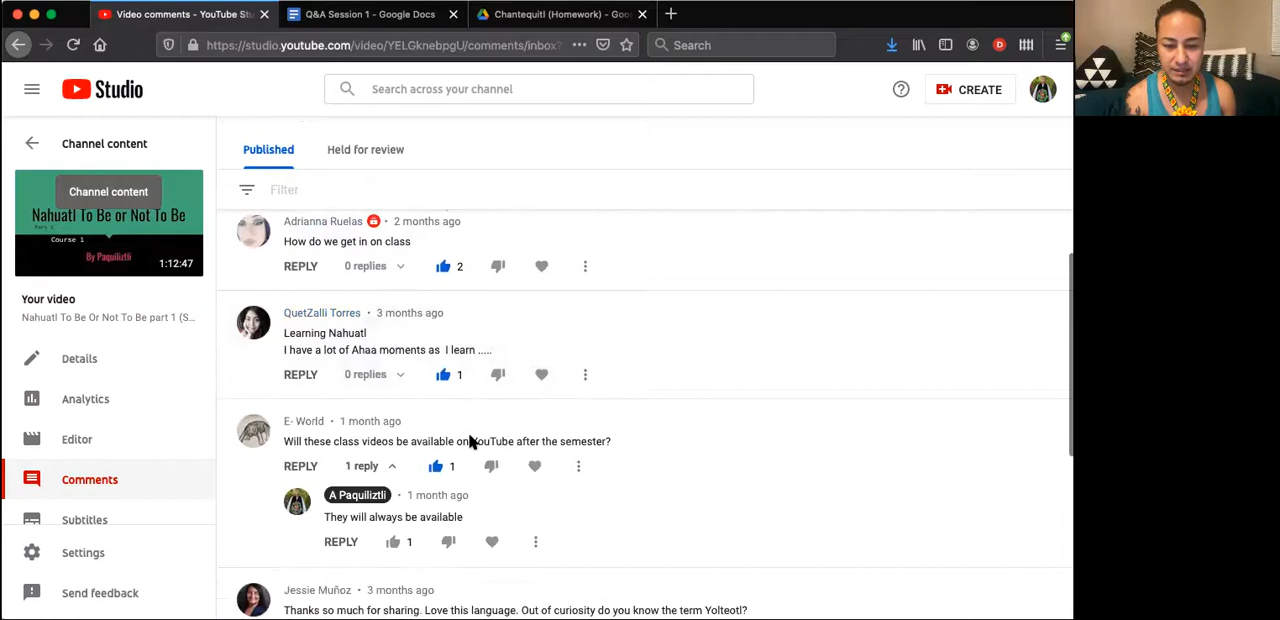 Video comments - YouTube St
Q&A Session 1 - Google Docs
Chantequitl (Homework) - Goo
https://studio.youtube.com/video/YELGknebpgU/comments/inbox?
Search
Studio
Search across your channel
CREATE
Channel content
Published
Held for review
Channel content
Nahuatl To Be or Not To Be
Part 1
Course 1
By Paquiliztli
1:12:47
Filter
Adrianna Ruelas • 2 months ago
How do we get in on class
REPLY 0 replies 2
Your video
Nahuatl To Be Or Not To Be part 1 (S...
QuetZalli Torres • 3 months ago
Learning Nahuatl
I have a lot of Ahaa moments as I learn .....
REPLY 0 replies 1
Details
Analytics
Editor
Comments
Subtitles
Settings
Send feedback
E- World • 1 month ago
Will these class videos be available on YouTube after the semester?
REPLY 1 reply 1
A Paquiliztli • 1 month ago
They will always be available
REPLY 1
Jessie Muñoz • 3 months ago
Thanks so much for sharing. Love this language. Out of curiosity do you know the term Yolteotl?